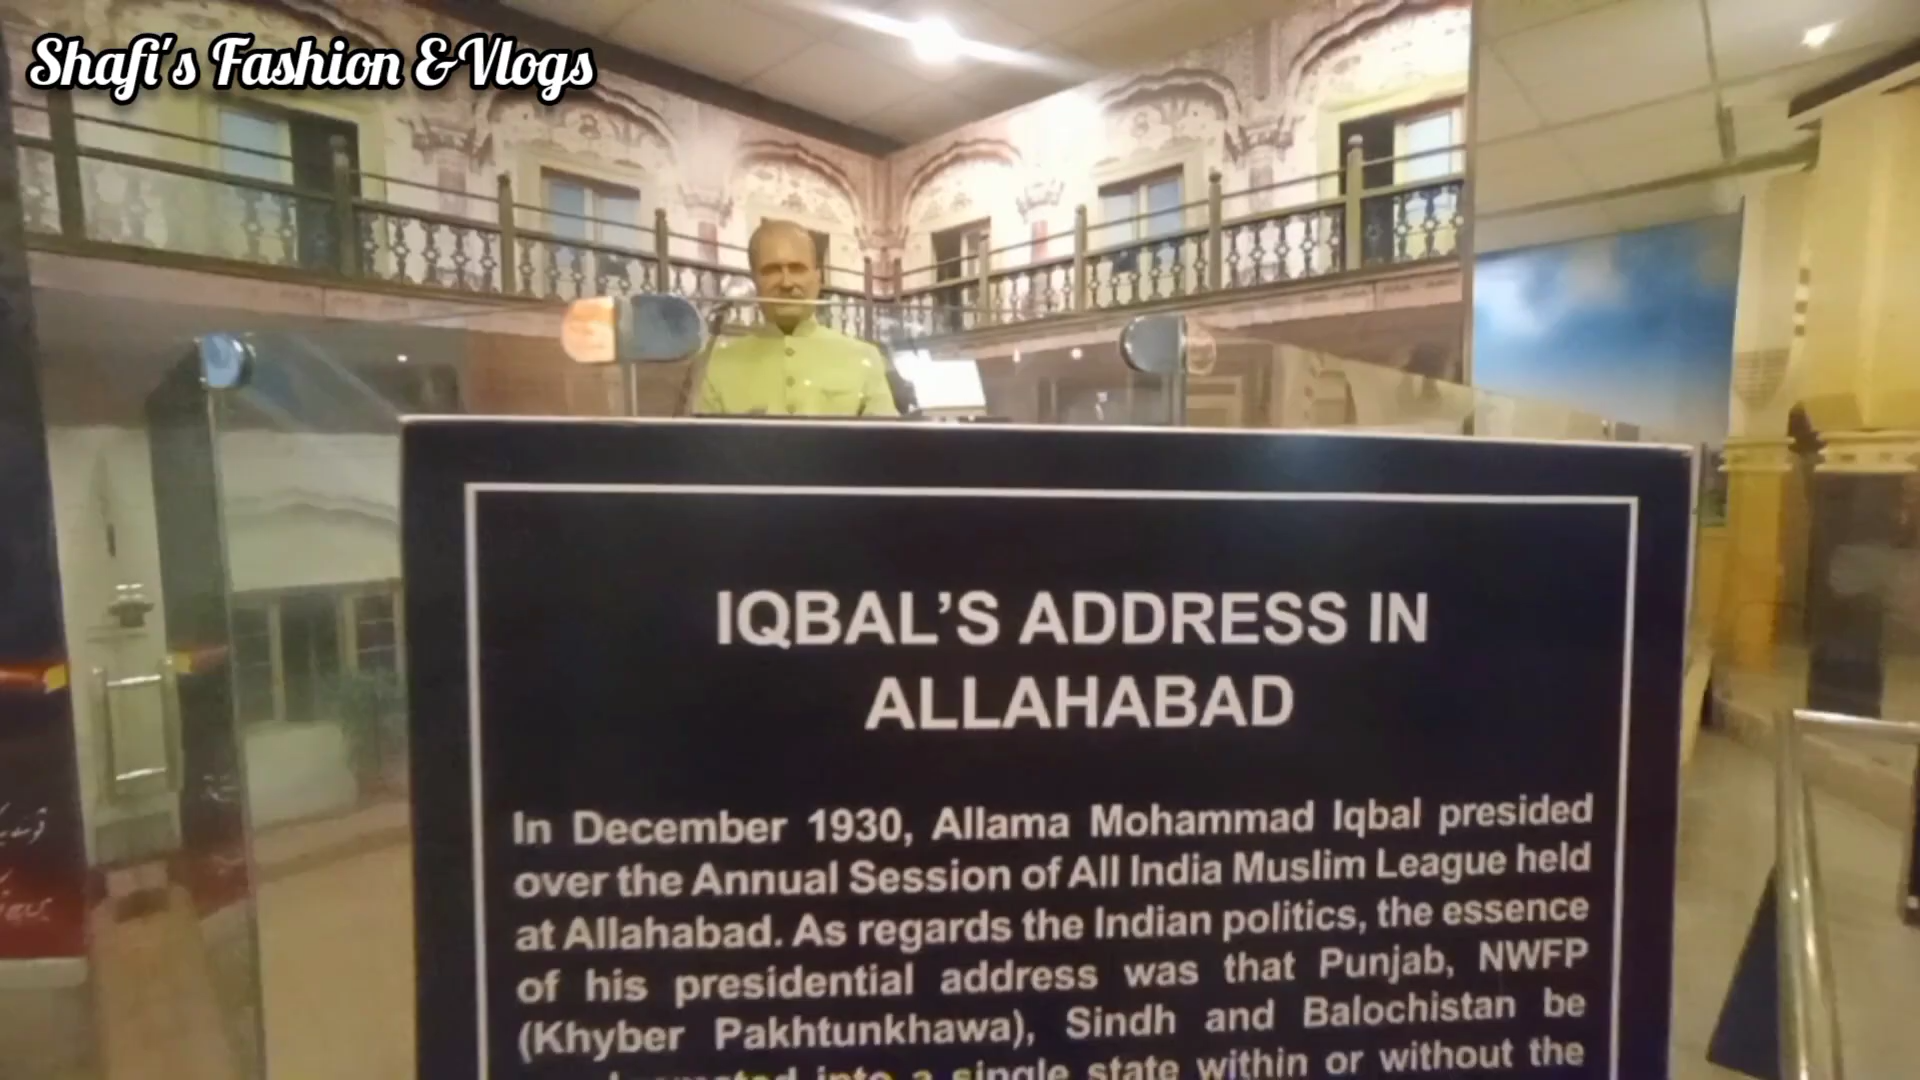 Shafi's Fashion & Vlogs
IQBAL'S ADDRESS IN
ALLAHABAD
In December 1930, Allama Mohammad Iqbal presided
over the Annual Session of All India Muslim League held
at Allahabad. As regards the Indian politics, the essence
of his presidential address was that Punjab, NWFP
(Khyber Pakhtunkhawa), Sindh and Balochistan be
into a single state within or without the